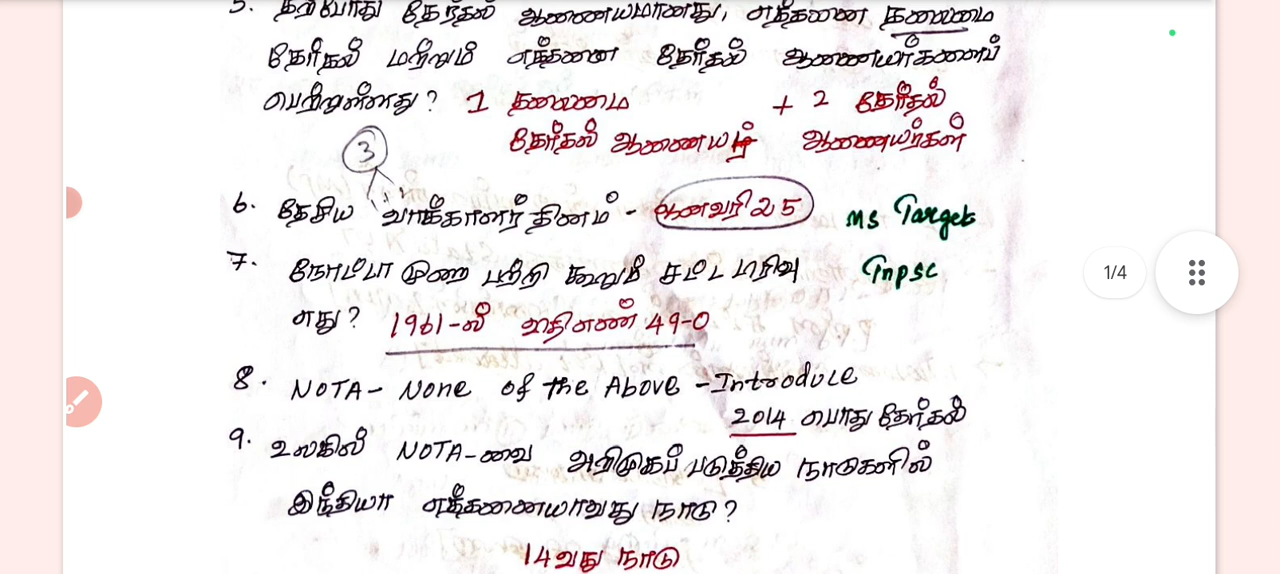 5. தற்போது தேர்தல் ஆணையமானது, எத்தனை தலைமை
தேர்தல் மற்றும் எத்தனை தேர்தல் ஆணையர்களைப்
பெற்றுள்ளது? 1 தலைமை + 2 தேர்தல்
தேர்தல் ஆணையர் ஆணையர்கள்
3
6. தேசிய வாக்காளர் தினம் - ஜனவரி 25 Ms Target
7. நோட்டா முறை பற்றி கூறும் சட்டபிரிவு Tnpsc
எது? 1961-ல் விதிஎண் 49-0
8. NOTA - None of the Above - Introduce
2014 பொது தேர்தல்
9. உலகில் NOTA-வை அறிமுகப் படுத்திய நாடுகளில்
இந்தியா எத்தனையாவது நாடு?
14வது நாடு
1/4